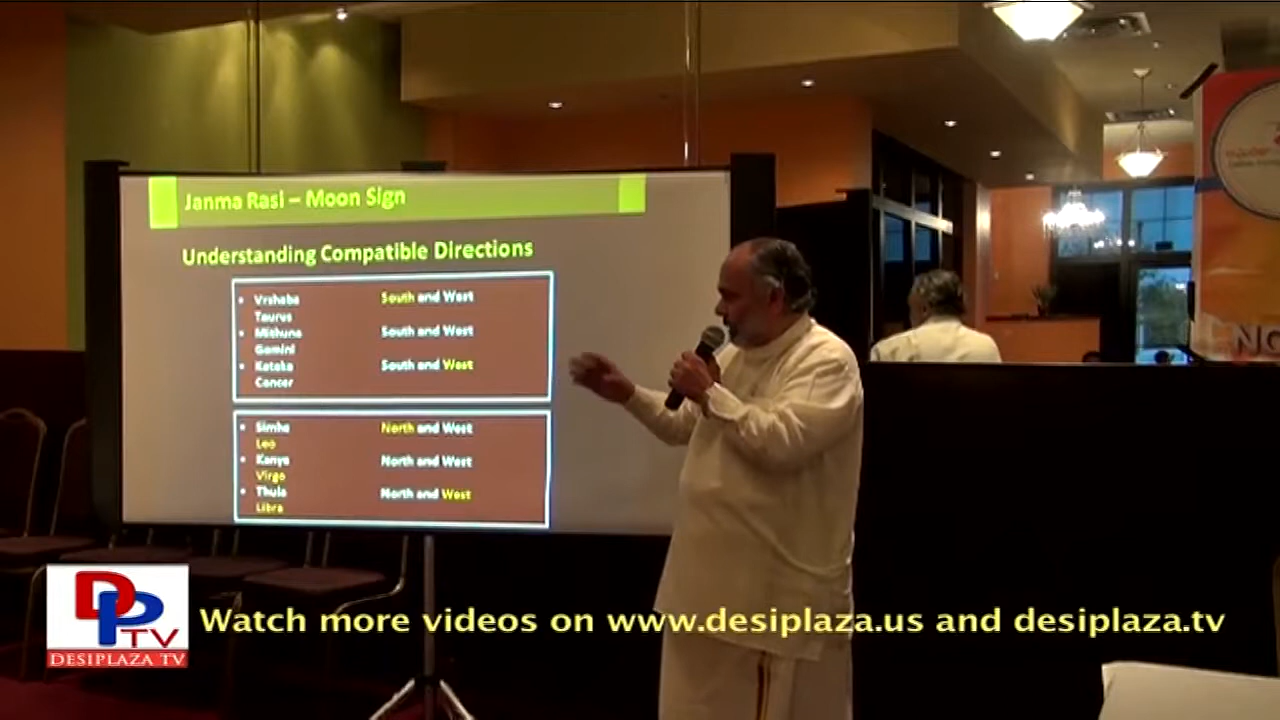 Janma Rasi – Moon Sign
Understanding Compatible Directions
• Vrshaba South and West
Taurus
• Mithuna South and West
Gemini
• Kataka South and West
Cancer
• Simha North and West
Leo
• Kanya North and West
Virgo
• Thula North and West
Libra
NO
DPTV
DESIPLAZA TV
Watch more videos on www.desiplaza.us and desiplaza.tv